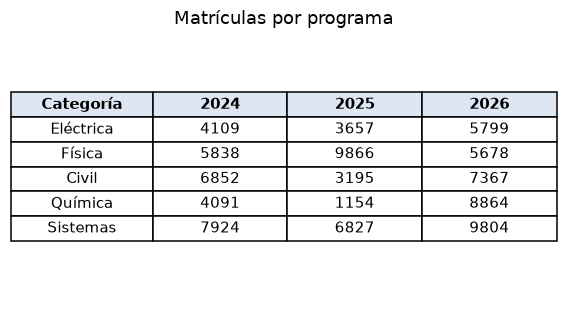 Matrículas por programa
Categoría 2024 2025 2026
Eléctrica 4109 3657 5799
Física 5838 9866 5678
Civil 6852 3195 7367
Química 4091 1154 8864
Sistemas 7924 6827 9804